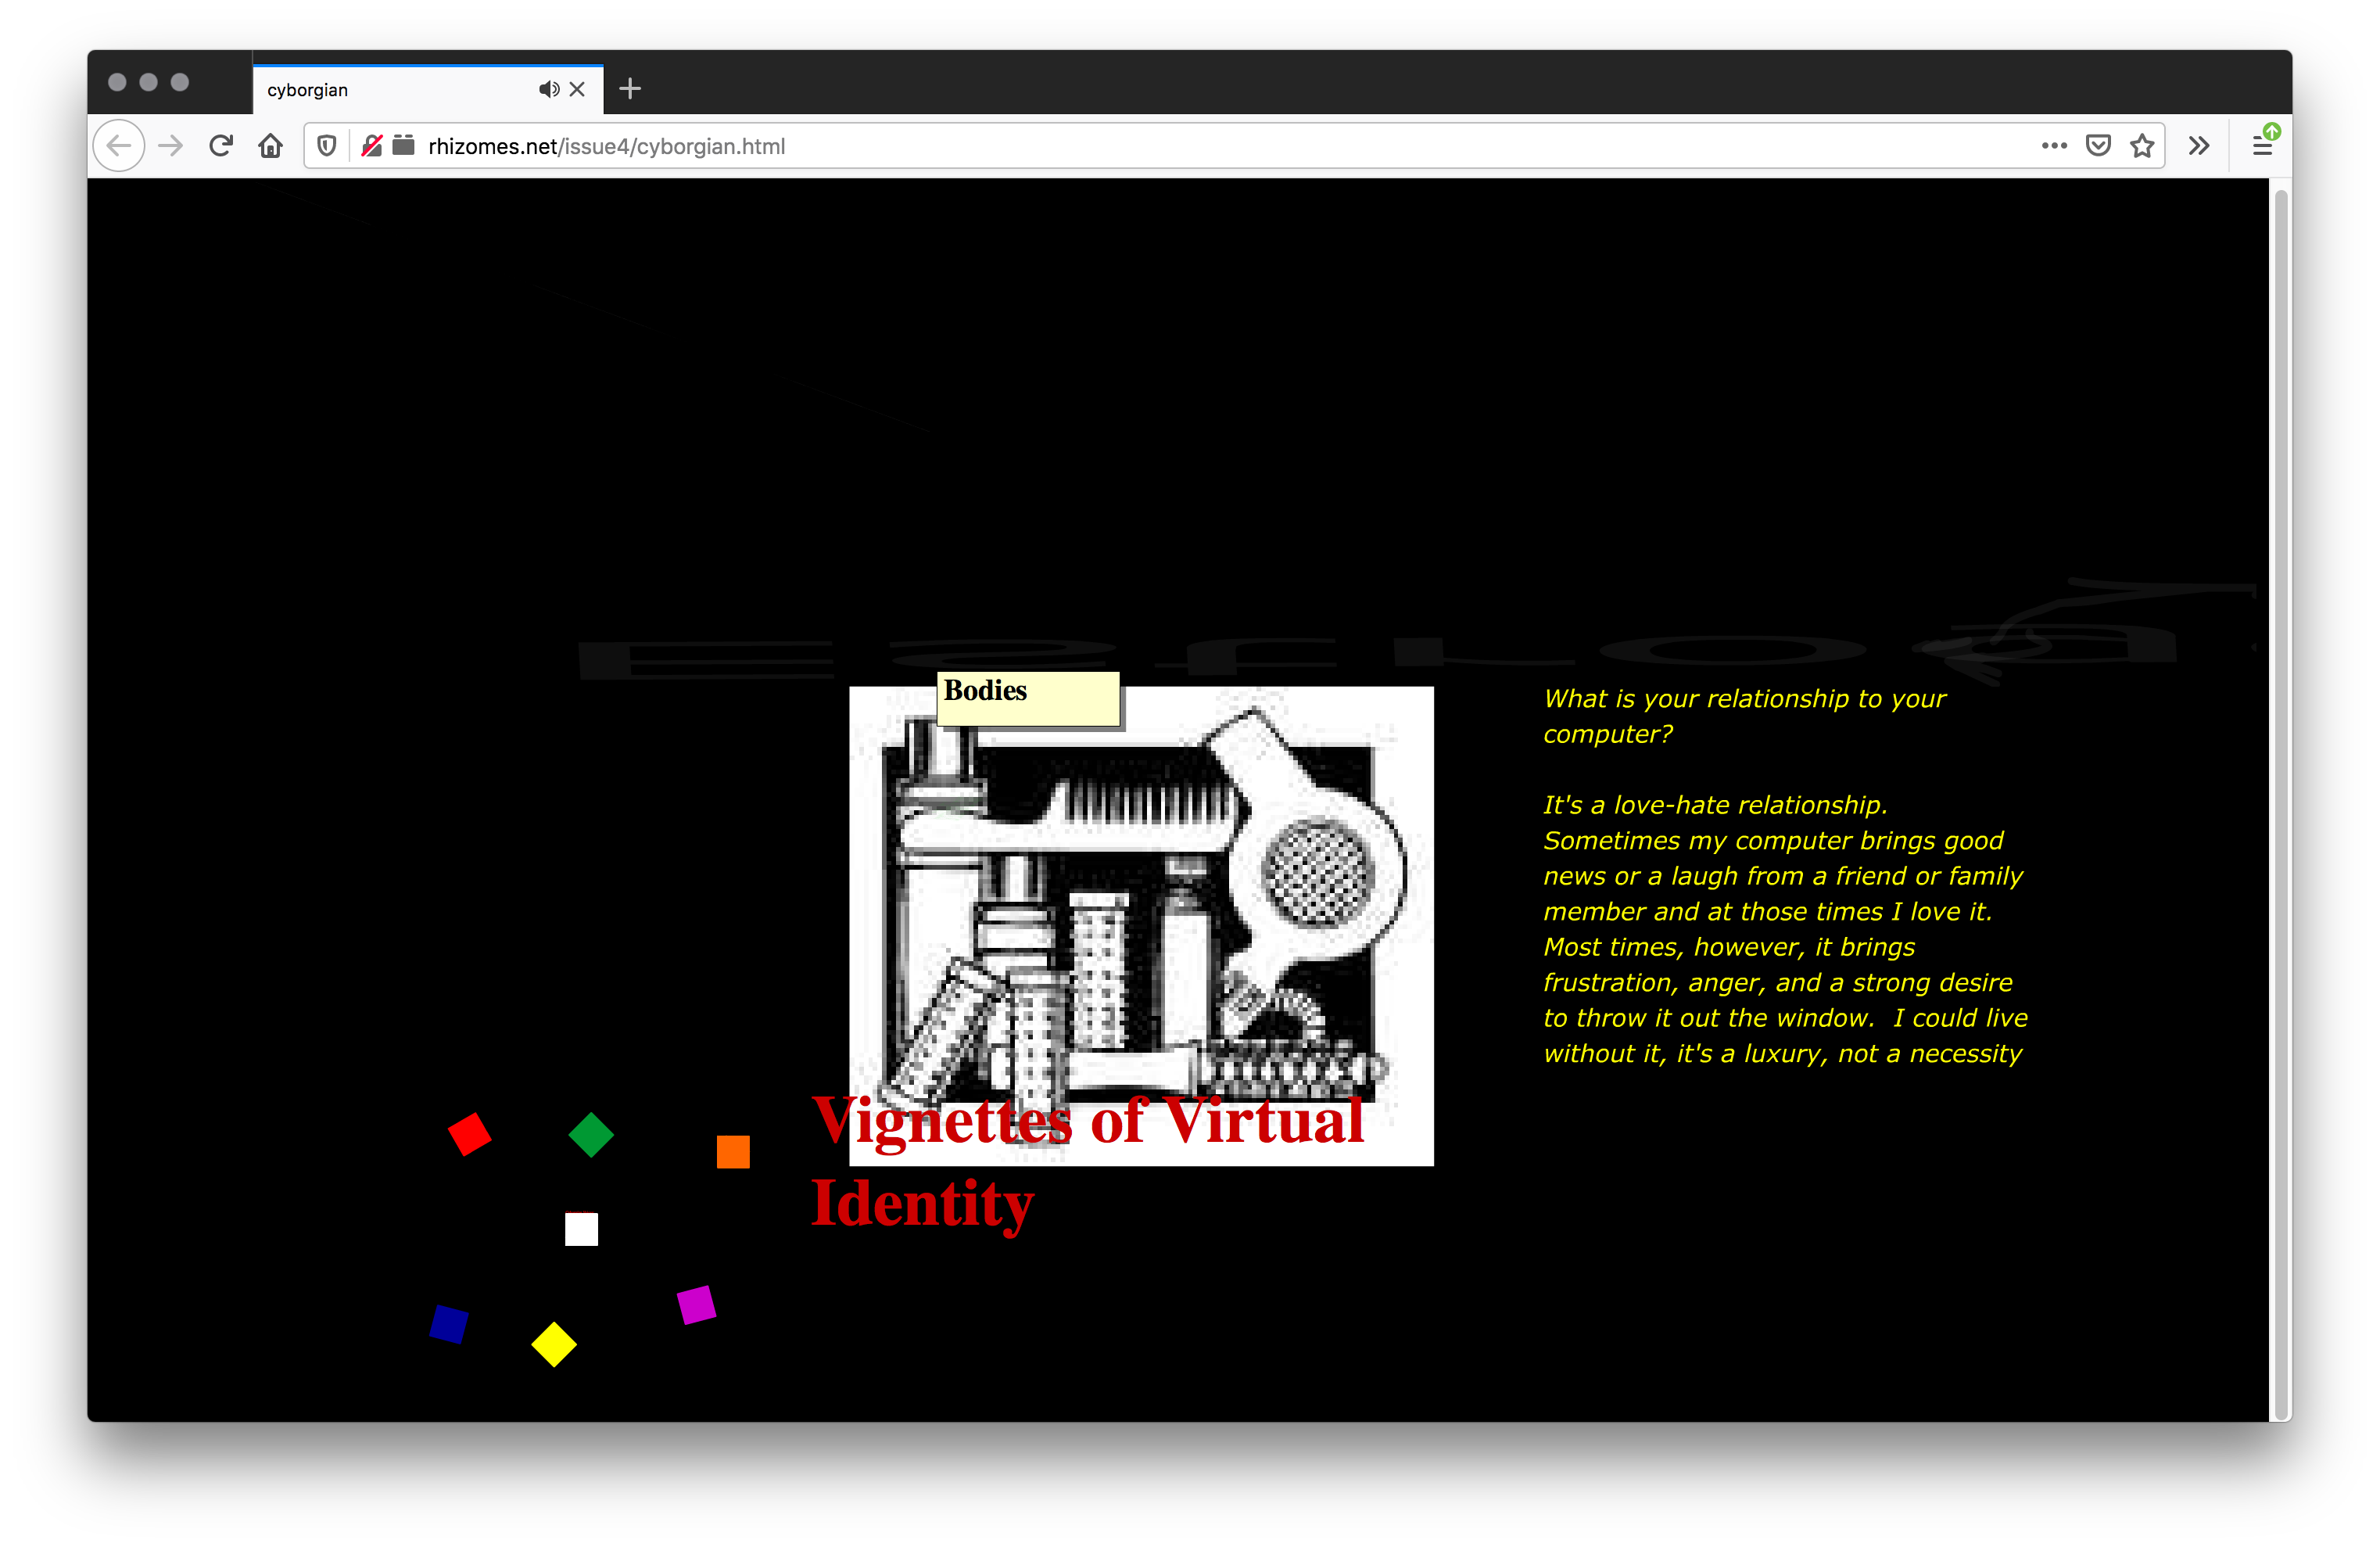 cyborgian
rhizomes.net/issue4/cyborgian.html
Bodies
What is your relationship to your
computer?
It's a love-hate relationship.
Sometimes my computer brings good
news or a laugh from a friend or family
member and at those times I love it.
Most times, however, it brings
frustration, anger, and a strong desire
to throw it out the window.  I could live
without it, it's a luxury, not a necessity
Vignettes of Virtual
Identity